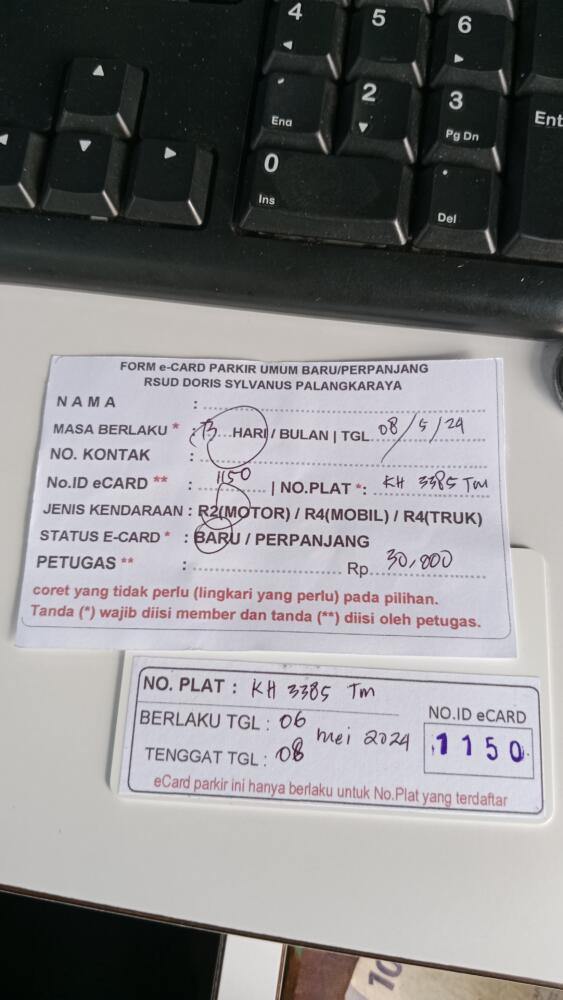 4
5
6
End
2
3
Pg Dn
Ent
0
Ins
Del
FORM e-CARD PARKIR UMUM BARU/PERPANJANG
RSUD DORIS SYLVANUS PALANGKARAYA
NAMA :
MASA BERLAKU * : 3 HARI / BULAN | TGL 08/5/24
NO. KONTAK :
No.ID eCARD ** : 1150 | NO.PLAT *: KH 3385 TM
JENIS KENDARAAN : R2(MOTOR) / R4(MOBIL) / R4(TRUK)
STATUS E-CARD * : BARU / PERPANJANG
PETUGAS ** : Rp. 30,000
coret yang tidak perlu (lingkari yang perlu) pada pilihan.
Tanda (*) wajib diisi member dan tanda (**) diisi oleh petugas.
NO. PLAT : KH 3385 TM
BERLAKU TGL : 06
mei 2024
TENGGAT TGL : 08
NO.ID eCARD
1150
eCard parkir ini hanya berlaku untuk No.Plat yang terdaftar
10